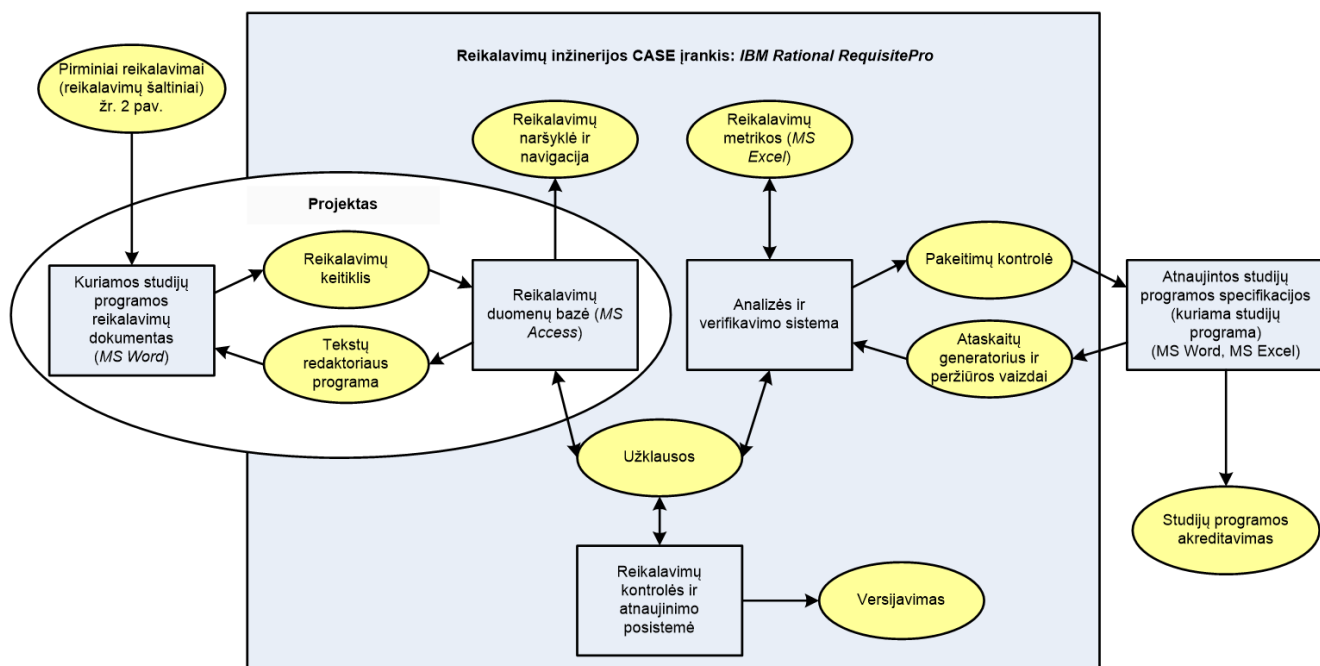 Reikalavimų inžinerijos CASE įrankis: IBM Rational RequisitePro
Pirminiai reikalavimai
(reikalavimų šaltiniai)
žr. 2 pav.
Reikalavimų
naršyklė ir
navigacija
Reikalavimų
metrikos (MS
Excel)
Projektas
Kuriamos studijų
programos
reikalavimų
dokumentas
(MS Word)
Reikalavimų
keitiklis
Tekstų
redaktoriaus
programa
Reikalavimų
duomenų bazė (MS
Access)
Analizės ir
verifikavimo sistema
Pakeitimų kontrolė
Ataskaitų
generatorius ir
peržiūros vaizdai
Atnaujintos studijų
programos specifikacijos
(kuriama studijų
programa)
(MS Word, MS Excel)
Užklausos
Studijų programos
akreditavimas
Reikalavimų
kontrolės ir
atnaujinimo
posistemė
Versijavimas